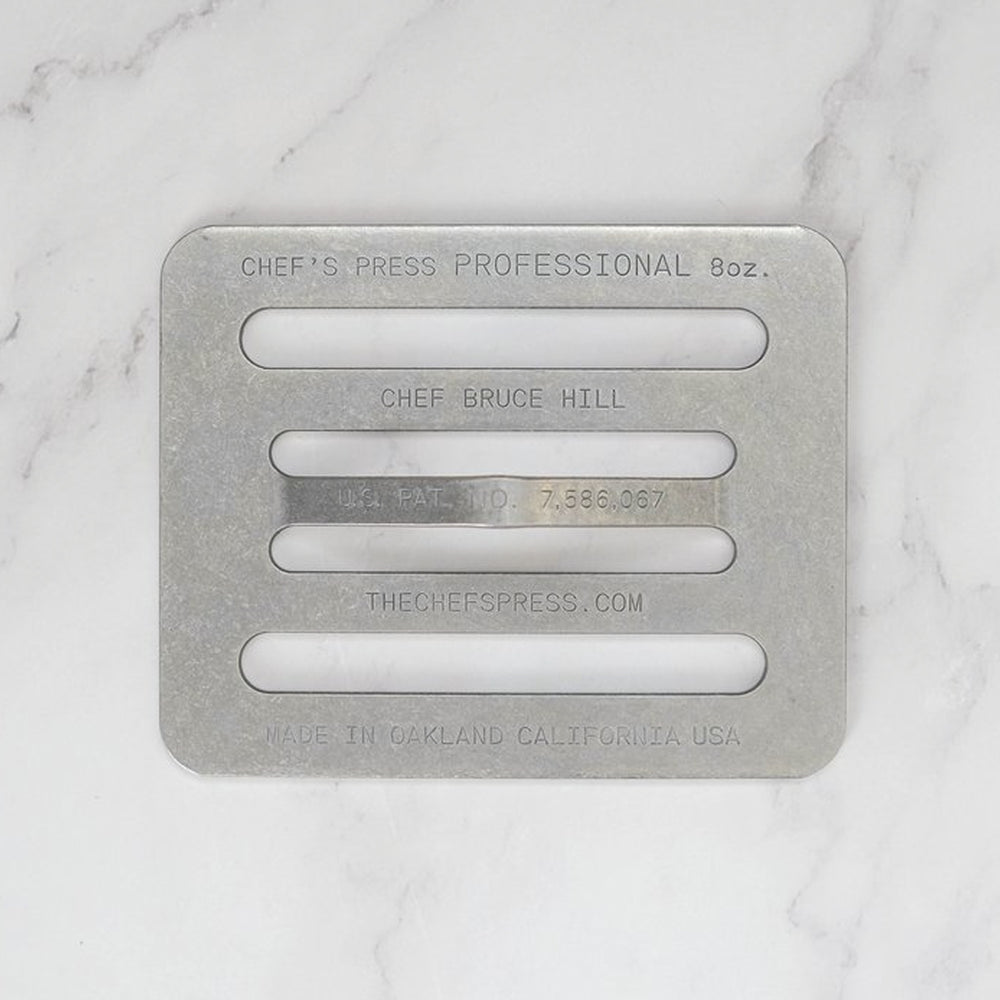 CHEF'S PRESS PROFESSIONAL 8oz.
CHEF BRUCE HILL
U.S. PAT. NO. 7,586,067
THECHEFSPRESS.COM
MADE IN OAKLAND CALIFORNIA USA